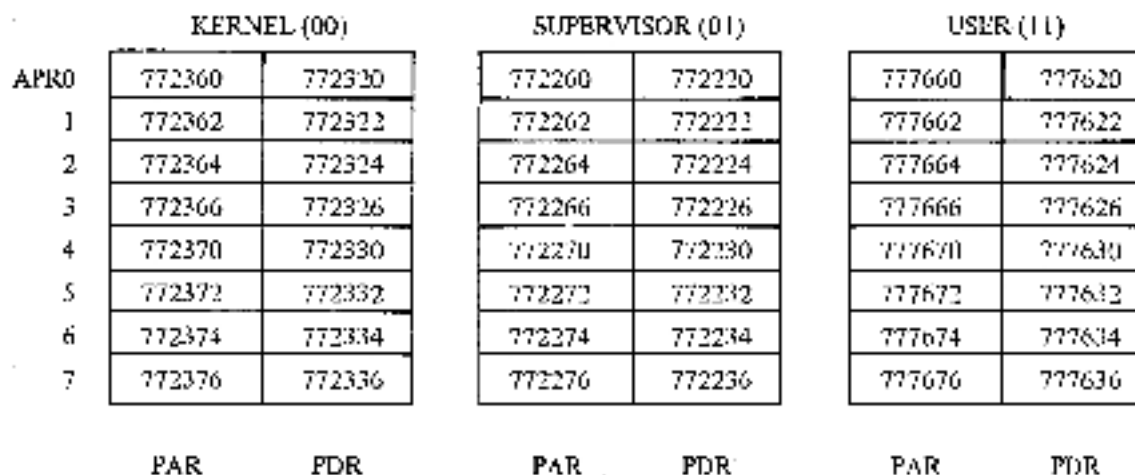 KERNEL (00) SUPERVISOR (01) USER (11)
APR0 772360 772320 772260 772220 777660 777620
1 772362 772322 772262 772222 777662 777622
2 772364 772324 772264 772224 777664 777624
3 772366 772326 772266 772226 777666 777626
4 772370 772330 772270 772230 777670 777630
5 772372 772332 772272 772232 777672 777632
6 772374 772334 772274 772234 777674 777634
7 772376 772336 772276 772236 777676 777636
PAR PDR PAR PDR PAR PDR